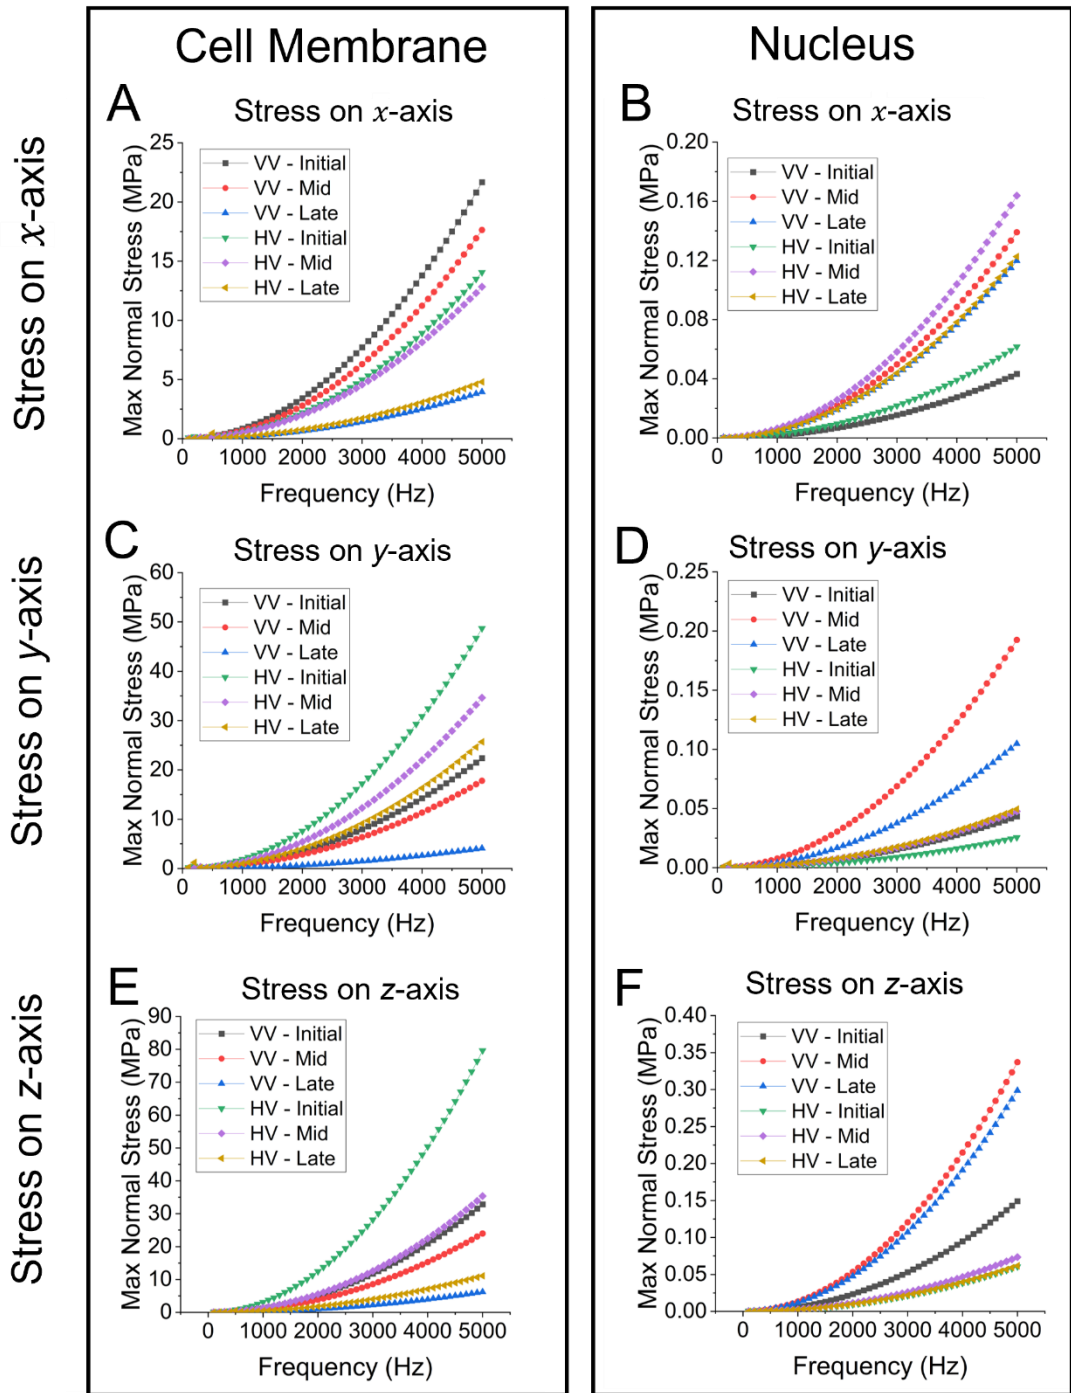 Cell Membrane
Nucleus
Stress on x-axis
A
Stress on x-axis
Max Normal Stress (MPa)
25
20
15
10
5
0
VV - Initial
VV - Mid
VV - Late
HV - Initial
HV - Mid
HV - Late
0 1000 2000 3000 4000 5000
Frequency (Hz)
B
Stress on x-axis
Max Normal Stress (MPa)
0.20
0.16
0.12
0.08
0.04
0.00
VV - Initial
VV - Mid
VV - Late
HV - Initial
HV - Mid
HV - Late
0 1000 2000 3000 4000 5000
Frequency (Hz)
Stress on y-axis
C
Stress on y-axis
Max Normal Stress (MPa)
60
50
40
30
20
10
0
VV - Initial
VV - Mid
VV - Late
HV - Initial
HV - Mid
HV - Late
0 1000 2000 3000 4000 5000
Frequency (Hz)
D
Stress on y-axis
Max Normal Stress (MPa)
0.25
0.20
0.15
0.10
0.05
0.00
VV - Initial
VV - Mid
VV - Late
HV - Initial
HV - Mid
HV - Late
0 1000 2000 3000 4000 5000
Frequency (Hz)
Stress on z-axis
E
Stress on z-axis
Max Normal Stress (MPa)
90
80
70
60
50
40
30
20
10
0
VV - Initial
VV - Mid
VV - Late
HV - Initial
HV - Mid
HV - Late
0 1000 2000 3000 4000 5000
Frequency (Hz)
F
Stress on z-axis
Max Normal Stress (MPa)
0.40
0.35
0.30
0.25
0.20
0.15
0.10
0.05
0.00
VV - Initial
VV - Mid
VV - Late
HV - Initial
HV - Mid
HV - Late
0 1000 2000 3000 4000 5000
Frequency (Hz)